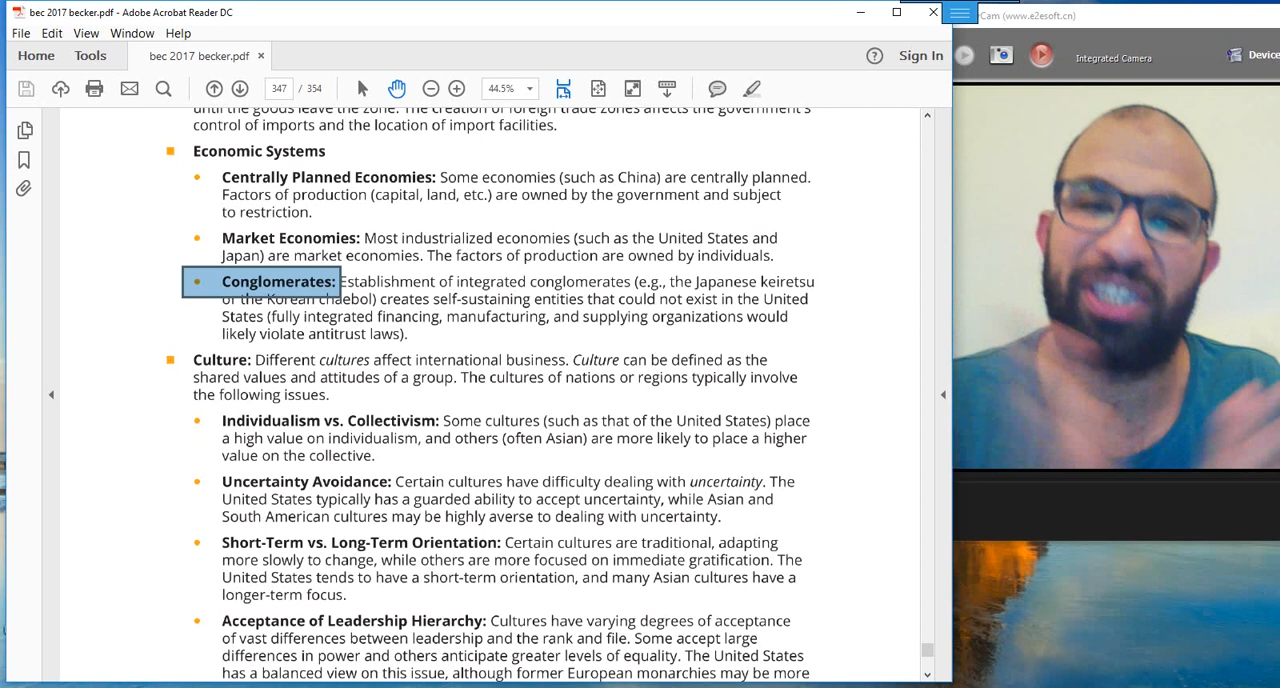 bec 2017 becker.pdf - Adobe Acrobat Reader DC
Cam (www.e2esoft.cn)
File Edit View Window Help
Home Tools bec 2017 becker.pdf × Sign In
Integrated Camera Device
347 / 354 44.5%
until the goods leave the zone. The creation of foreign trade zones affects the government's
control of imports and the location of import facilities.
Economic Systems
Centrally Planned Economies: Some economies (such as China) are centrally planned.
Factors of production (capital, land, etc.) are owned by the government and subject
to restriction.
Market Economies: Most industrialized economies (such as the United States and
Japan) are market economies. The factors of production are owned by individuals.
Conglomerates: Establishment of integrated conglomerates (e.g., the Japanese keiretsu
or the Korean chaebol) creates self-sustaining entities that could not exist in the United
States (fully integrated financing, manufacturing, and supplying organizations would
likely violate antitrust laws).
Culture: Different cultures affect international business. Culture can be defined as the
shared values and attitudes of a group. The cultures of nations or regions typically involve
the following issues.
Individualism vs. Collectivism: Some cultures (such as that of the United States) place
a high value on individualism, and others (often Asian) are more likely to place a higher
value on the collective.
Uncertainty Avoidance: Certain cultures have difficulty dealing with uncertainty. The
United States typically has a guarded ability to accept uncertainty, while Asian and
South American cultures may be highly averse to dealing with uncertainty.
Short-Term vs. Long-Term Orientation: Certain cultures are traditional, adapting
more slowly to change, while others are more focused on immediate gratification. The
United States tends to have a short-term orientation, and many Asian cultures have a
longer-term focus.
Acceptance of Leadership Hierarchy: Cultures have varying degrees of acceptance
of vast differences between leadership and the rank and file. Some accept large
differences in power and others anticipate greater levels of equality. The United States
has a balanced view on this issue, although former European monarchies may be more